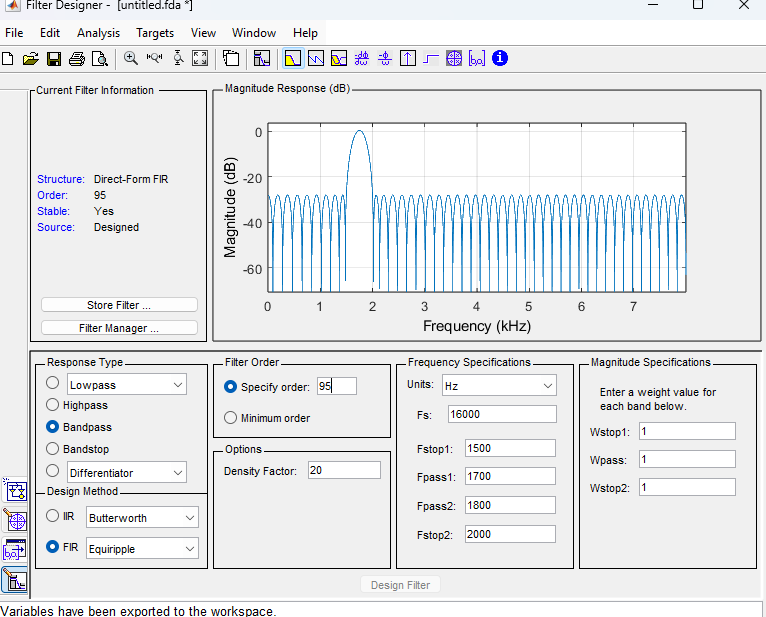 Filter Designer - [untitled.fda *]
File Edit Analysis Targets View Window Help
Current Filter Information
Structure: Direct-Form FIR
Order: 95
Stable: Yes
Source: Designed
Store Filter ...
Filter Manager ...
Magnitude Response (dB)
Magnitude (dB)
0
-20
-40
-60
0 1 2 3 4 5 6 7
Frequency (kHz)
Response Type
Lowpass
Highpass
Bandpass
Bandstop
Differentiator
Design Method
IIR Butterworth
FIR Equiripple
Filter Order
Specify order: 95
Minimum order
Options
Density Factor: 20
Frequency Specifications
Units: Hz
Fs: 16000
Fstop1: 1500
Fpass1: 1700
Fpass2: 1800
Fstop2: 2000
Magnitude Specifications
Enter a weight value for
each band below.
Wstop1: 1
Wpass: 1
Wstop2: 1
Design Filter
Variables have been exported to the workspace.